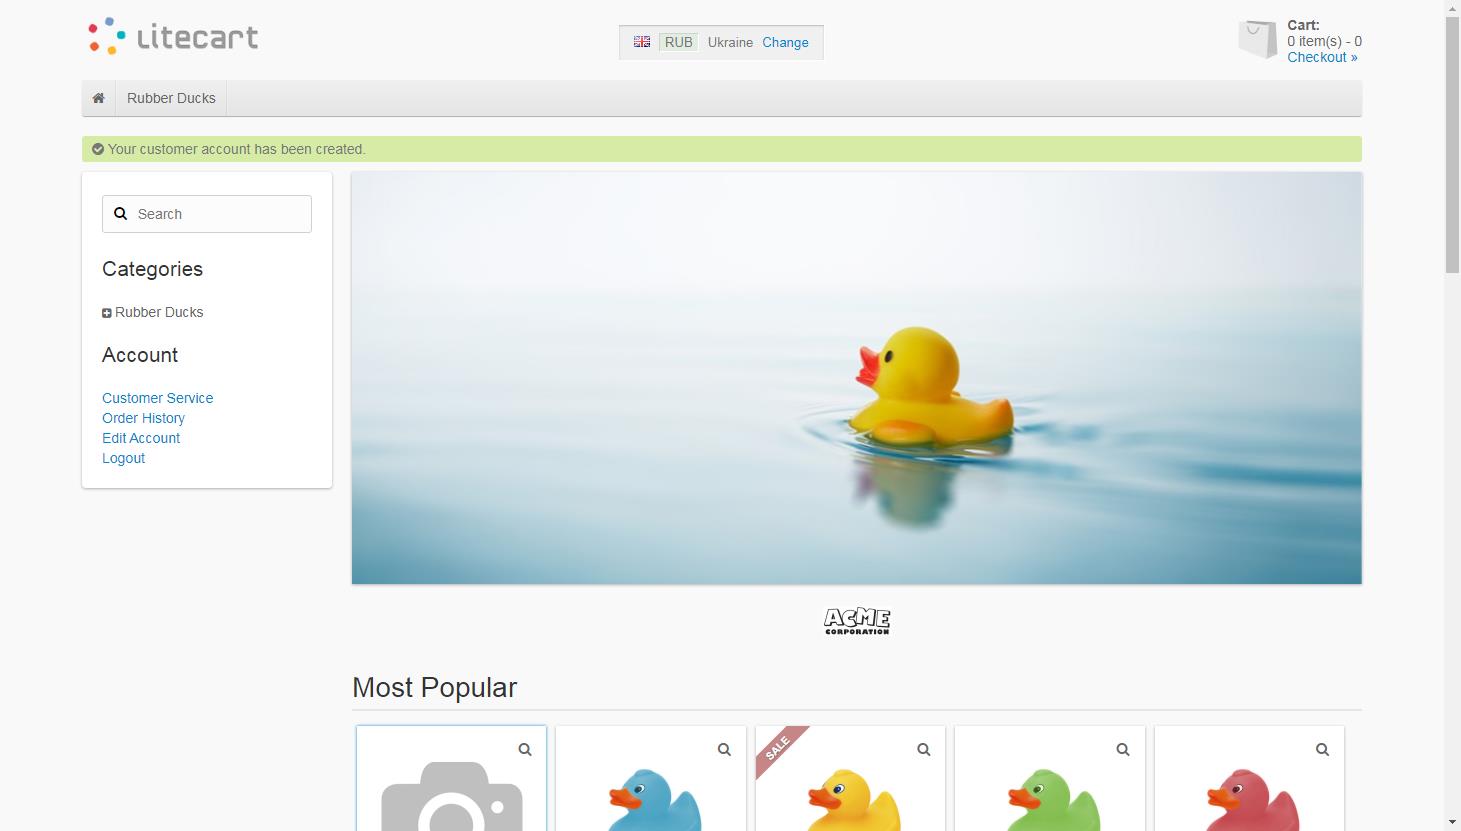 Litecart
RUB Ukraine Change
Cart:
0 item(s) - 0
Checkout »
Rubber Ducks
Your customer account has been created.
Search
Categories
Rubber Ducks
Account
Customer Service
Order History
Edit Account
Logout
ACME
CORPORATION
Most Popular
SALE